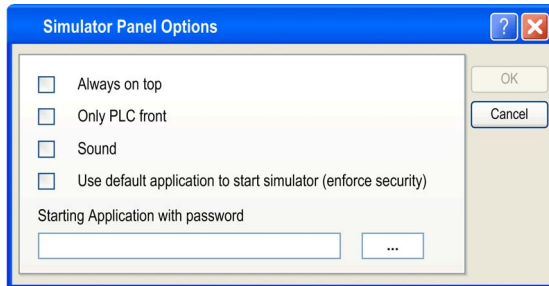 Simulator Panel Options
?
Always on top
Only PLC front
Sound
Use default application to start simulator (enforce security)
Starting Application with password
...
OK
Cancel